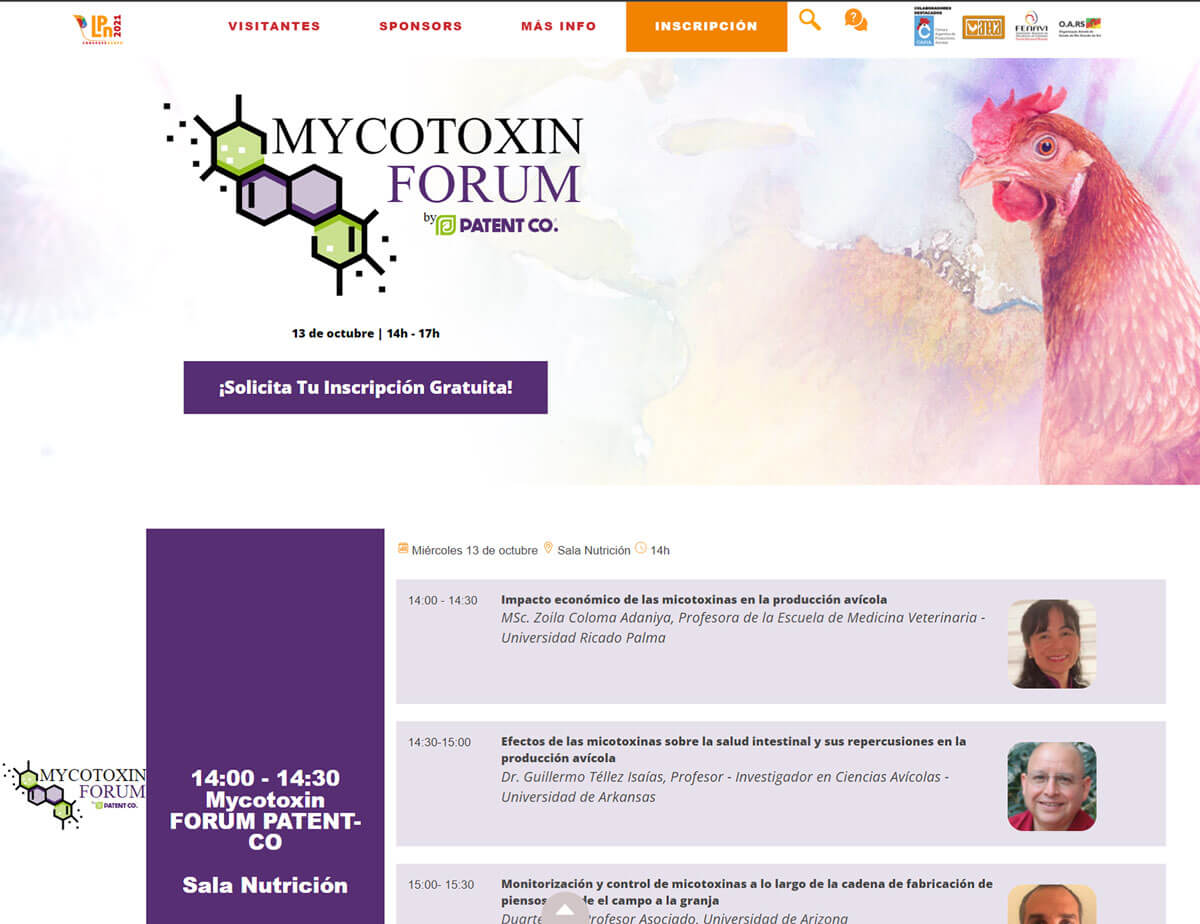 LPn 2021
CONGRESS & EXPO
VISITANTES
SPONSORS
MÁS INFO
INSCRIPCIÓN
COLABORADORES
DESTACADOS
CAPIA
FENAVI
O.A.RS
MYCOTOXIN
FORUM
by PATENT CO.
13 de octubre | 14h - 17h
¡Solicita Tu Inscripción Gratuita!
Miércoles 13 de octubre Sala Nutrición 14h
14:00 - 14:30
Impacto económico de las micotoxinas en la producción avícola
MSc. Zoila Coloma Adaniya, Profesora de la Escuela de Medicina Veterinaria -
Universidad Ricado Palma
14:30-15:00
Efectos de las micotoxinas sobre la salud intestinal y sus repercusiones en la
producción avícola
Dr. Guillermo Téllez Isaías, Profesor - Investigador en Ciencias Avícolas -
Universidad de Arkansas
MYCOTOXIN
FORUM
by PATENT CO.
14:00 - 14:30
Mycotoxin
FORUM PATENT-
CO
Sala Nutrición
15:00- 15:30
Monitorización y control de micotoxinas a lo largo de la cadena de fabricación de
piensos de el campo a la granja
Duarte Profesor Asociado. Universidad de Arizona